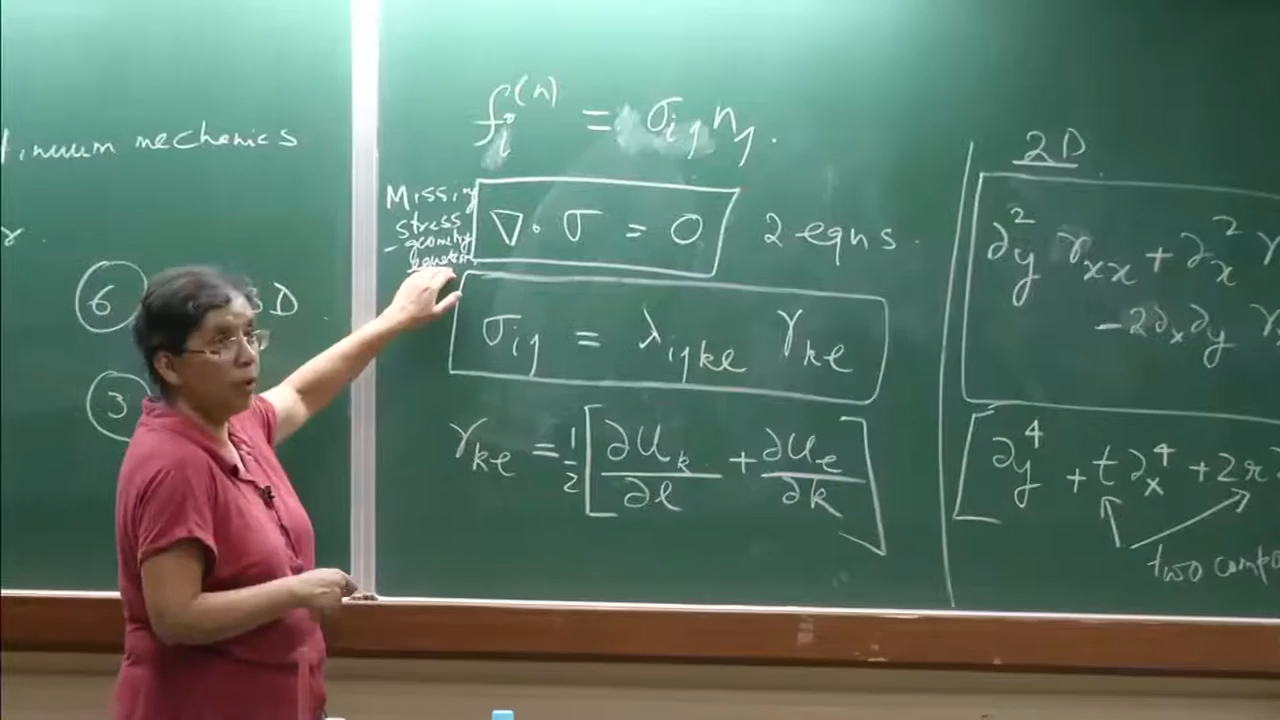 tinuum mechanics
r.
6 3D
3
f_i^(n) = σ_ij n_j.
Missing
stress
-geometry
equation.
∇ · σ = 0 2 eqns.
σ_ij = λ_ijkl γ_kl
γ_kl = 1/2 [∂U_k/∂l + ∂U_l/∂k]
2D
∂_y^2 γ_xx + ∂_x^2 γ
-2∂_x∂_y γ
[∂_y^4 + t ∂_x^4 + 2r
two compo